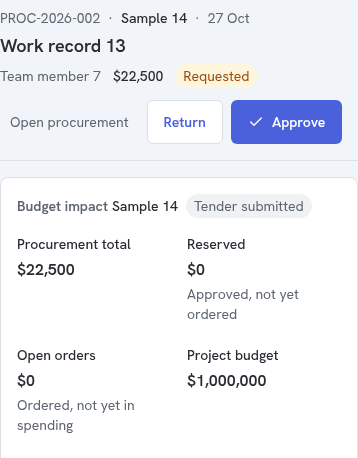 PROC-2026-002 · Sample 14 · 27 Oct
Work record 13
Team member 7 $22,500 Requested
Open procurement Return Approve
Budget impact Sample 14 Tender submitted
Procurement total Reserved
$22,500 $0
Approved, not yet
ordered
Open orders Project budget
$0 $1,000,000
Ordered, not yet in
spending